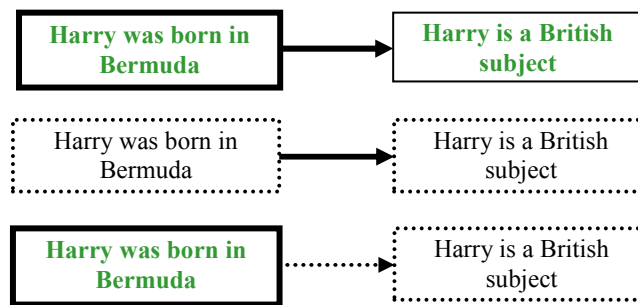 Harry was born in
Bermuda
Harry is a British
subject
Harry was born in
Bermuda
Harry is a British
subject
Harry was born in
Bermuda
Harry is a British
subject